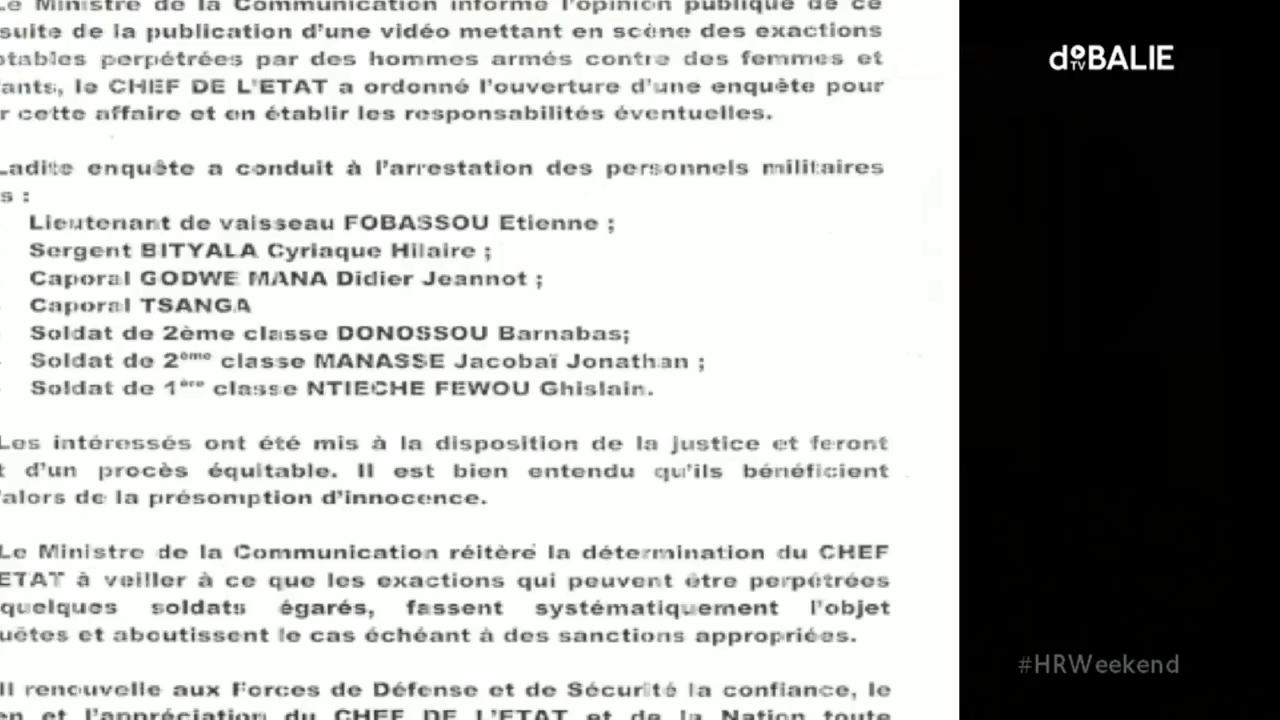 Le Ministre de la Communication informe l'opinion publique de ce
suite de la publication d'une vidéo mettant en scène des exactions
otables perpétrées par des hommes armés contre des femmes et
ants, le CHEF DE L'ETAT a ordonné l'ouverture d'une enquête pour
r cette affaire et en établir les responsabilités éventuelles.
Ladite enquête a conduit à l'arrestation des personnels militaires
s :
Lieutenant de vaisseau FOBASSOU Etienne ;
Sergent BITYALA Cyriaque Hilaire ;
Caporal GODWE MANA Didier Jeannot ;
Caporal TSANGA
Soldat de 2ème classe DONOSSOU Barnabas;
Soldat de 2ème classe MANASSE Jacobaï Jonathan ;
Soldat de 1ère classe NTIECHE FEWOU Ghislain.
Les intéressés ont été mis à la disposition de la justice et feront
t d'un procès équitable. Il est bien entendu qu'ils bénéficient
'alors de la présomption d'innocence.
Le Ministre de la Communication réitère la détermination du CHEF
ETAT à veiller à ce que les exactions qui peuvent être perpétrées
quelques soldats égarés, fassent systématiquement l'objet
uêtes et aboutissent le cas échéant à des sanctions appropriées.
Il renouvelle aux Forces de Défense et de Sécurité la confiance, le
en et l'appréciation du CHEF DE L'ETAT et de la Nation toute
dOBALIE
TV
#HRWeekend